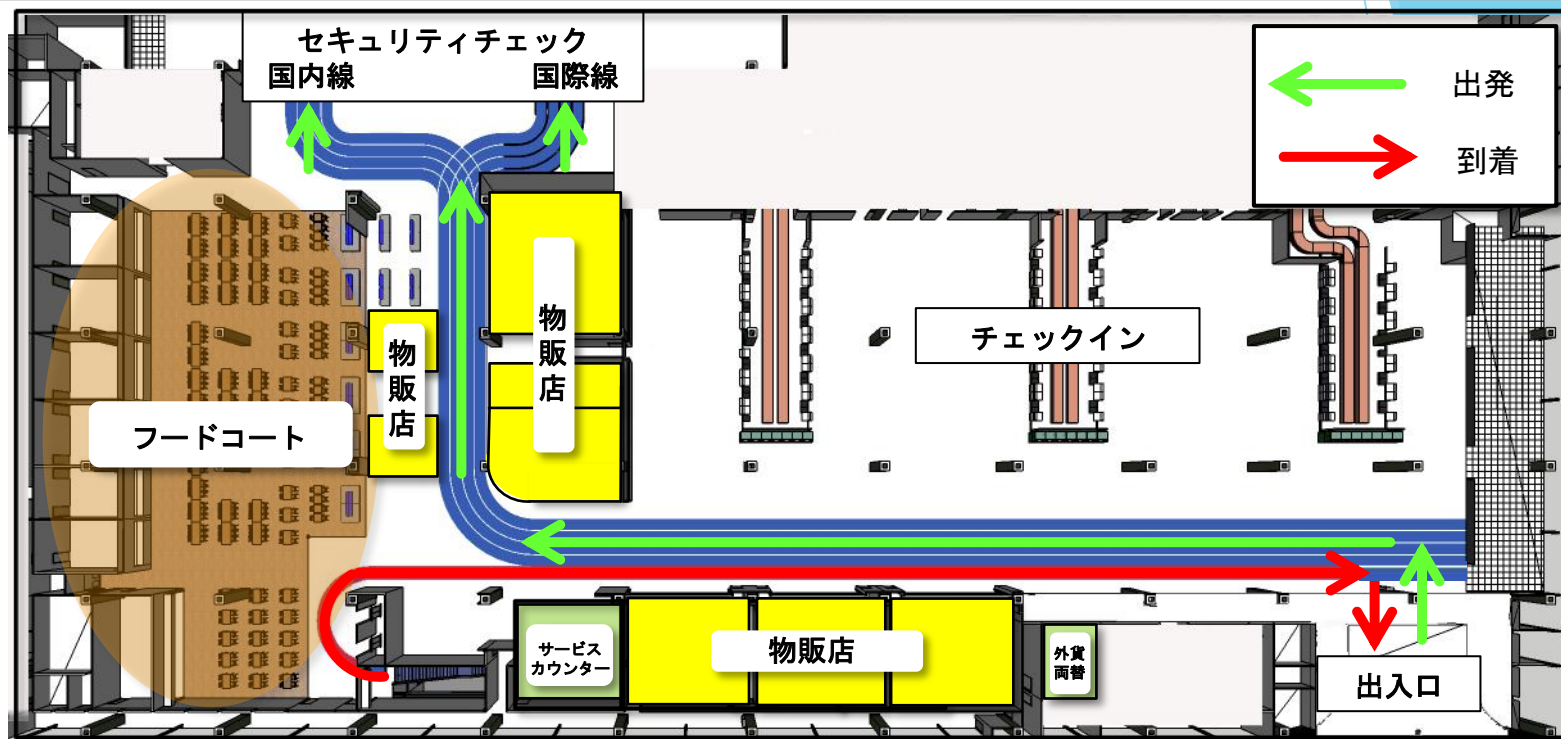 セキュリティチェック
国内線 国際線
出発
到着
物販店
物販店
チェックイン
フードコート
サービス
カウンター
物販店
外貨
両替
出入口